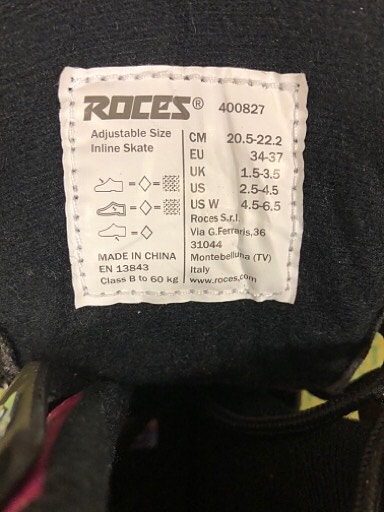 ROCES® 400827
Adjustable Size
Inline Skate
CM 20.5-22.2
EU 34-37
UK 1.5-3.5
US 2.5-4.5
US W 4.5-6.5
= =
= =
=
MADE IN CHINA
EN 13843
Class B to 60 kg
Roces S.r.l.
Via G.Ferraris,36
31044
Montebelluna (TV)
Italy
www.roces.com